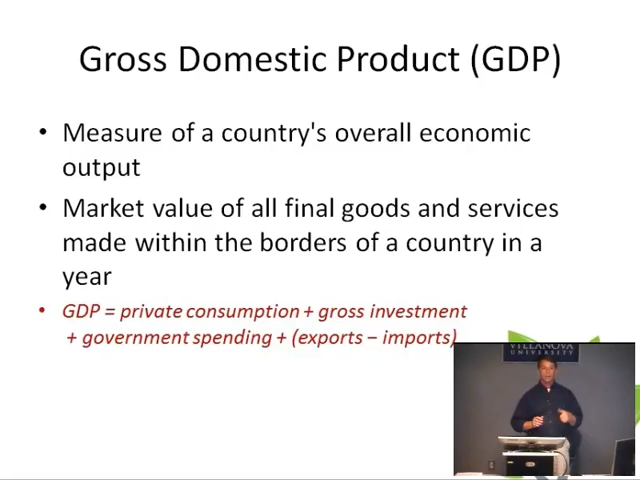 Gross Domestic Product (GDP)
• Measure of a country's overall economic
output
• Market value of all final goods and services
made within the borders of a country in a
year
• GDP = private consumption + gross investment
+ government spending + (exports − imports)
VILLANOVA
UNIVERSITY